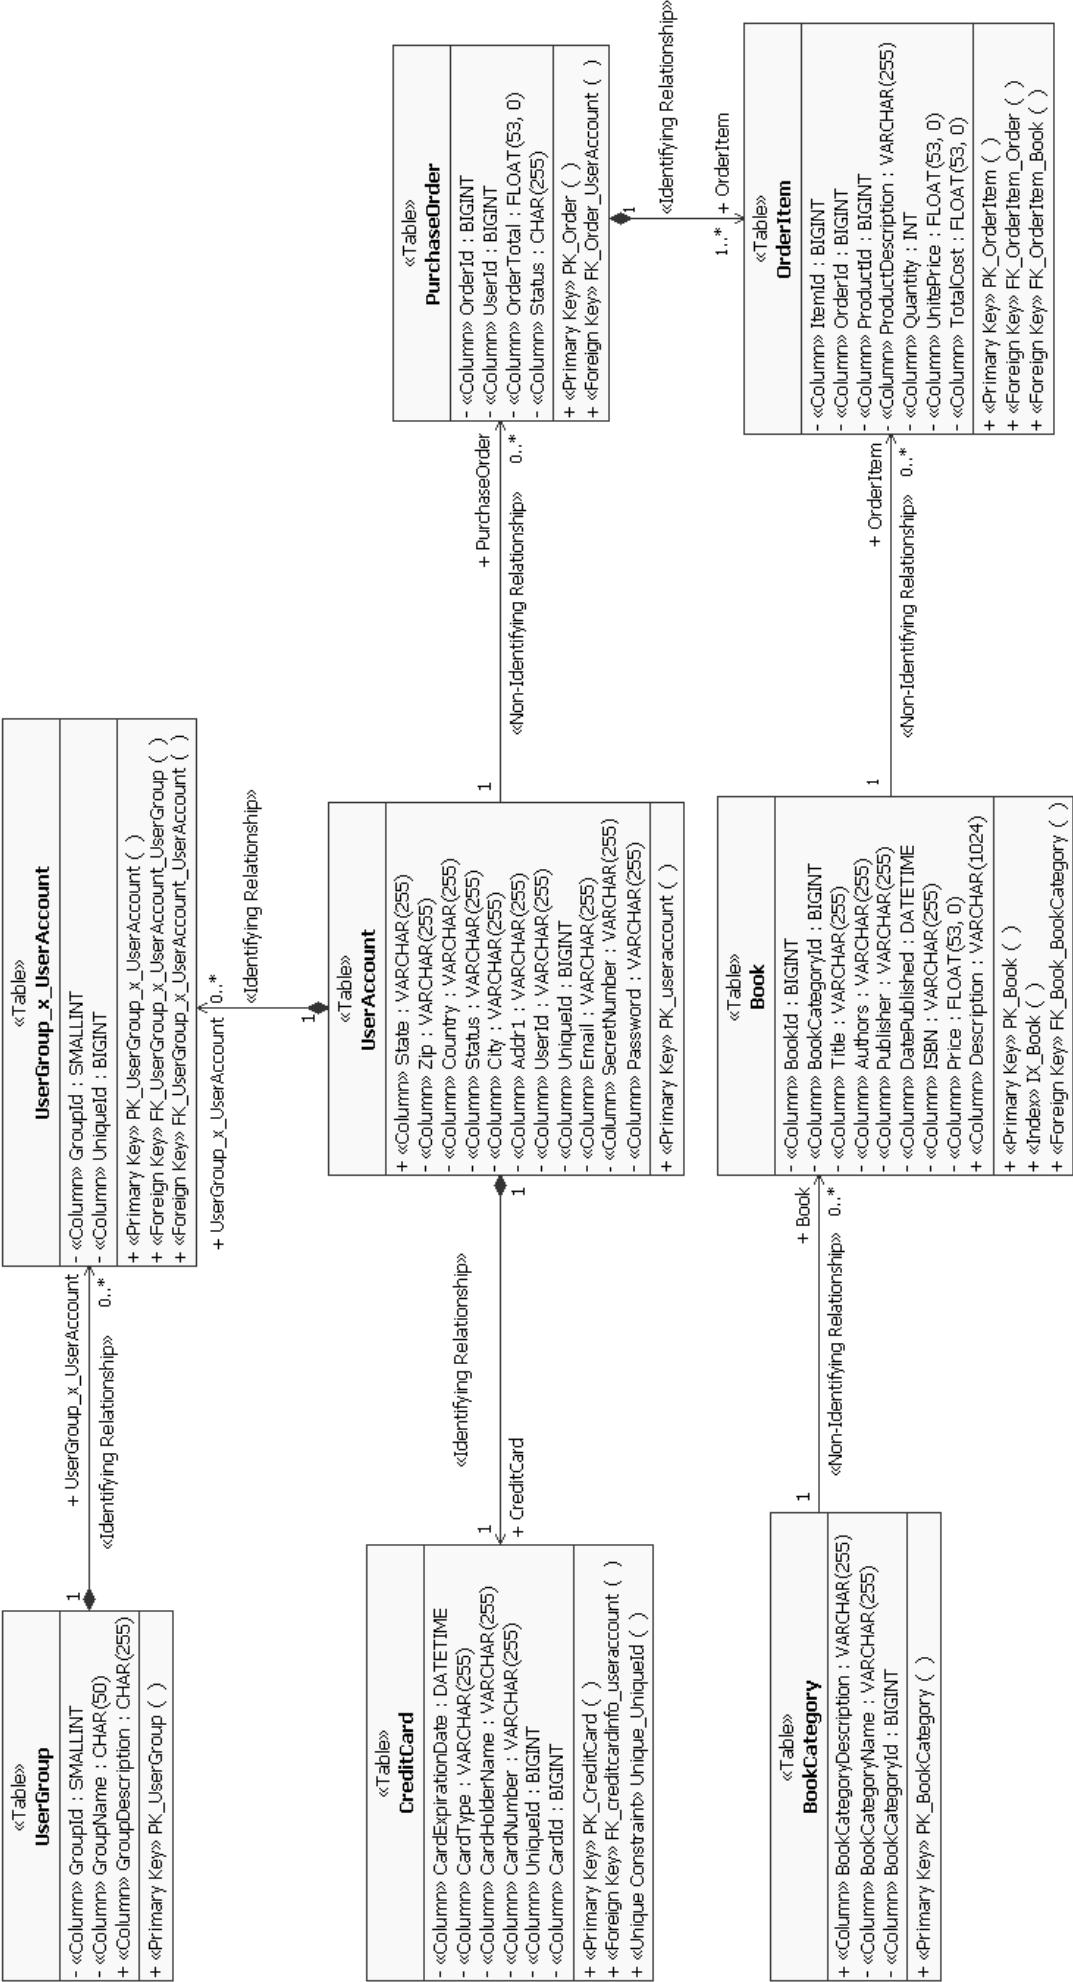 «Table»
UserGroup
- «Column» GroupId : SMALLINT
- «Column» GroupName : CHAR(50)
+ «Column» GroupDescription : CHAR(255)
+ «Primary Key» PK_UserGroup ( )
1
+ UserGroup_x_UserAccount
«Identifying Relationship»
0..*
«Table»
UserGroup_x_UserAccount
- «Column» GroupId : SMALLINT
- «Column» UniqueId : BIGINT
+ «Primary Key» PK_UserGroup_x_UserAccount ( )
+ «Foreign Key» FK_UserGroup_x_UserAccount_UserGroup ( )
+ «Foreign Key» FK_UserGroup_x_UserAccount_UserAccount ( )
+ UserGroup_x_UserAccount
0..*
«Identifying Relationship»
1
«Table»
CreditCard
- «Column» CardExpirationDate : DATETIME
- «Column» CardType : VARCHAR(255)
- «Column» CardHolderName : VARCHAR(255)
- «Column» CardNumber : VARCHAR(255)
- «Column» UniqueId : BIGINT
- «Column» CardId : BIGINT
+ «Primary Key» PK_CreditCard ( )
+ «Foreign Key» FK_creditcardinfo_useraccount ( )
+ «Unique Constraint» Unique_UniqueId ( )
1
+ CreditCard
«Identifying Relationship»
1
«Table»
UserAccount
+ «Column» State : VARCHAR(255)
- «Column» Zip : VARCHAR(255)
- «Column» Country : VARCHAR(255)
- «Column» Status : VARCHAR(255)
- «Column» City : VARCHAR(255)
- «Column» Addr1 : VARCHAR(255)
- «Column» UserId : VARCHAR(255)
- «Column» UniqueId : BIGINT
- «Column» Email : VARCHAR(255)
- «Column» SecretNumber : VARCHAR(255)
- «Column» Password : VARCHAR(255)
+ «Primary Key» PK_useraccount ( )
1
«Non-Identifying Relationship»
+ PurchaseOrder
0..*
«Table»
PurchaseOrder
- «Column» OrderId : BIGINT
- «Column» UserId : BIGINT
- «Column» OrderTotal : FLOAT(53, 0)
- «Column» Status : CHAR(255)
+ «Primary Key» PK_Order ( )
+ «Foreign Key» FK_Order_UserAccount ( )
1
«Identifying Relationship»
1..*
+ OrderItem
«Table»
BookCategory
+ «Column» BookCategoryDescription : VARCHAR(255)
- «Column» BookCategoryName : VARCHAR(255)
- «Column» BookCategoryId : BIGINT
+ «Primary Key» PK_BookCategory ( )
1
«Non-Identifying Relationship»
+ Book
0..*
«Table»
Book
- «Column» BookId : BIGINT
- «Column» BookCategoryId : BIGINT
- «Column» Title : VARCHAR(255)
- «Column» Authors : VARCHAR(255)
- «Column» Publisher : VARCHAR(255)
- «Column» DatePublished : DATETIME
- «Column» ISBN : VARCHAR(255)
- «Column» Price : FLOAT(53, 0)
+ «Column» Description : VARCHAR(1024)
+ «Primary Key» PK_Book ( )
+ «Index» IX_Book ( )
+ «Foreign Key» FK_Book_BookCategory ( )
1
«Non-Identifying Relationship»
+ OrderItem
0..*
«Table»
OrderItem
- «Column» ItemId : BIGINT
- «Column» OrderId : BIGINT
- «Column» ProductId : BIGINT
- «Column» ProductDescription : VARCHAR(255)
- «Column» Quantity : INT
- «Column» UnitePrice : FLOAT(53, 0)
- «Column» TotalCost : FLOAT(53, 0)
+ «Primary Key» PK_OrderItem ( )
+ «Foreign Key» FK_OrderItem_Order ( )
+ «Foreign Key» FK_OrderItem_Book ( )